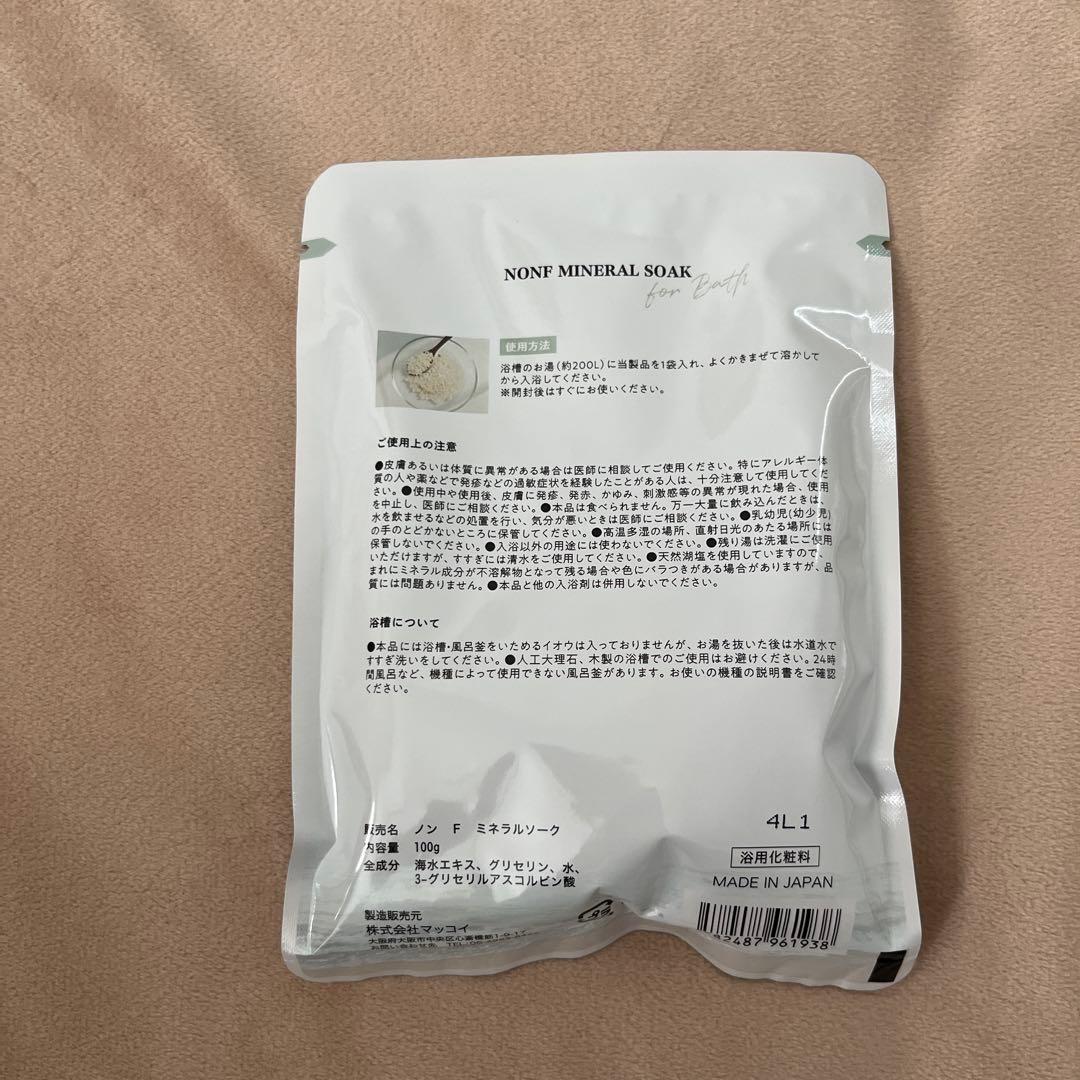 NONF MINERAL SOAK
for Bath
使用方法
浴槽のお湯(約200L)に当製品を1袋入れ、よくかきまぜて溶かして
から入浴してください。
※開封後はすぐにお使いください。
ご使用上の注意
●皮膚あるいは体質に異常がある場合は医師に相談してご使用ください。特にアレルギー体
質の人や薬などで発疹などの過敏症状を経験したことがある人は、十分注意して使用してくだ
さい。●使用中や使用後、皮膚に発疹、発赤、かゆみ、刺激感等の異常が現れた場合、使用
を中止し、医師にご相談ください。●本品は食べられません。万一大量に飲み込んだときは、
水を飲ませるなどの処置を行い、気分が悪いときは医師にご相談ください。●乳幼児(幼少児)
の手のとどかないところに保管してください。●高温多湿の場所、直射日光のあたる場所には
保管しないでください。●入浴以外の用途には使わないでください。●残り湯は洗濯にご使用
いただけますが、すすぎには清水をご使用してください。●天然湖塩を使用していますので、
まれにミネラル成分が不溶解物となって残る場合や色にバラつきがある場合がありますが、品
質には問題ありません。●本品と他の入浴剤は併用しないでください。
浴槽について
●本品には浴槽・風呂釜をいためるイオウは入っておりませんが、お湯を抜いた後は水道水で
すすぎ洗いをしてください。●人工大理石、木製の浴槽でのご使用はお避けください。24時
間風呂など、機種によって使用できない風呂釜があります。お使いの機種の説明書をご確認
ください。
販売名 ノン F ミネラルソーク
内容量 100g
全成分 海水エキス、グリセリン、水、
3-グリセリルアスコルビン酸
製造販売元
株式会社マッコイ
大阪府大阪市中央区心斎橋筋1-9-17
お問い合わせ先 TEL:06-
4L1
浴用化粧料
MADE IN JAPAN
82487 961938